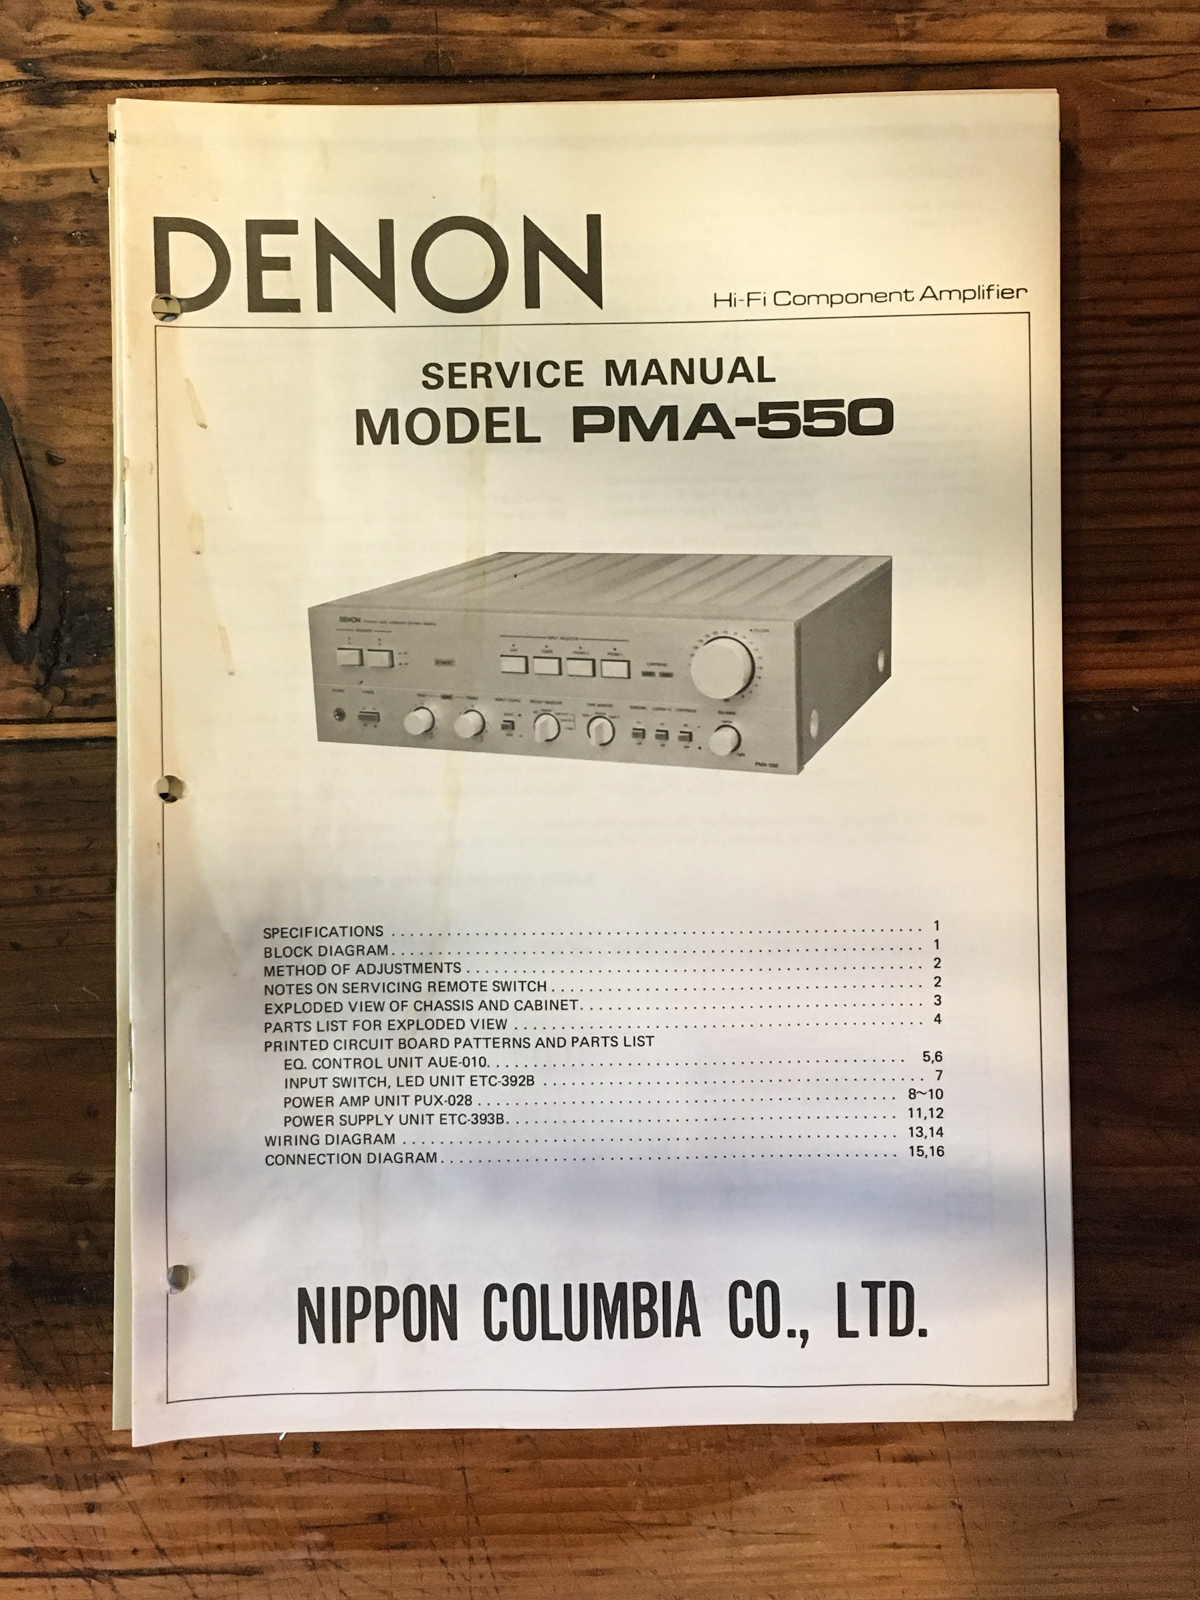 DENON
Hi-Fi Component Amplifier
SERVICE MANUAL
MODEL PMA-550
DENON
PMA-550
SPECIFICATIONS . . . . . . . . . . . . . . . . . . . . 1
BLOCK DIAGRAM . . . . . . . . . . . . . . . . . . . . 1
METHOD OF ADJUSTMENTS . . . . . . . . . . . . . . . . . . . . 2
NOTES ON SERVICING REMOTE SWITCH . . . . . . . . . . . . . . . . . . . . 2
EXPLODED VIEW OF CHASSIS AND CABINET. . . . . . . . . . . . . . . . . . . . 3
PARTS LIST FOR EXPLODED VIEW . . . . . . . . . . . . . . . . . . . . 4
PRINTED CIRCUIT BOARD PATTERNS AND PARTS LIST
EQ. CONTROL UNIT AUE-010. . . . . . . . . . . . . . . . . . . . 5,6
INPUT SWITCH, LED UNIT ETC-392B . . . . . . . . . . . . . . . . . . . . 7
POWER AMP UNIT PUX-028 . . . . . . . . . . . . . . . . . . . . 8~10
POWER SUPPLY UNIT ETC-393B. . . . . . . . . . . . . . . . . . . . 11,12
WIRING DIAGRAM . . . . . . . . . . . . . . . . . . . . 13,14
CONNECTION DIAGRAM. . . . . . . . . . . . . . . . . . . . 15,16
NIPPON COLUMBIA CO., LTD.